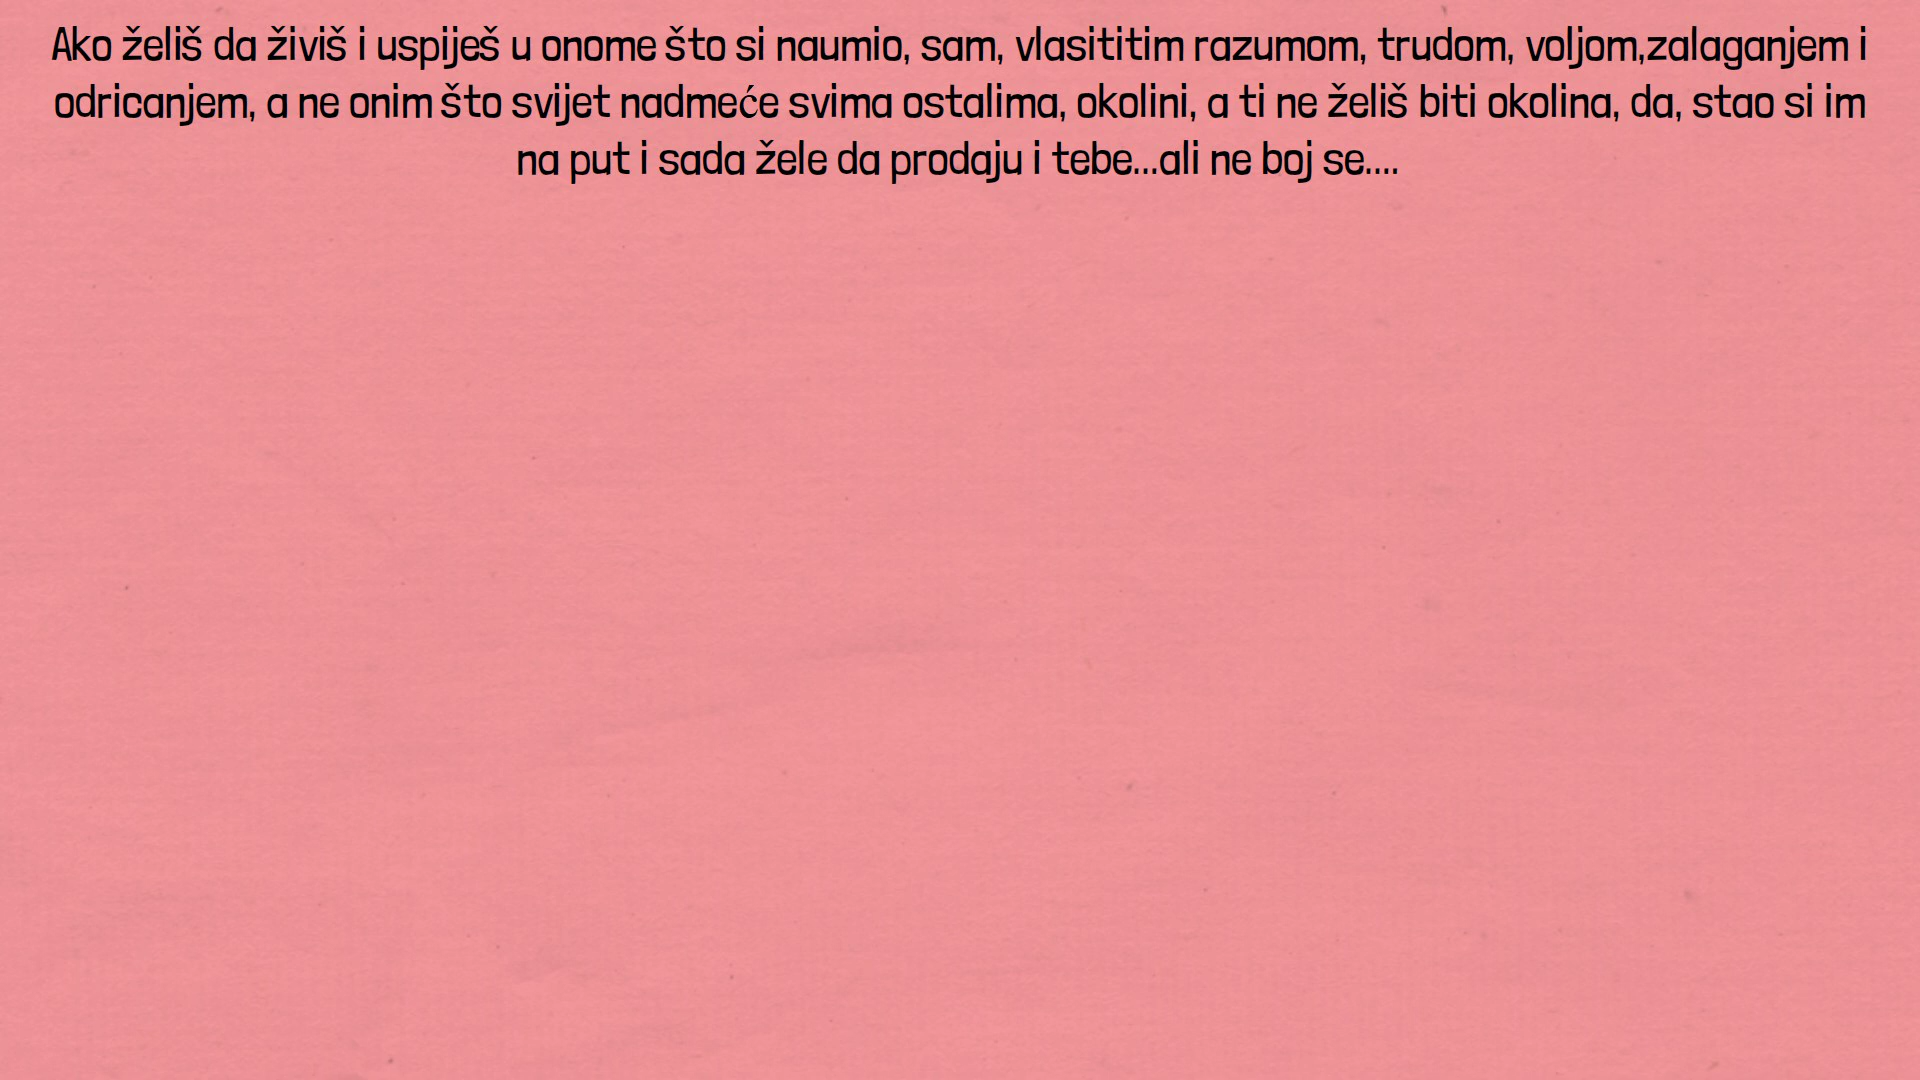 Ako želiš da živiš i uspiješ u onome što si naumio, sam, vlasititim razumom, trudom, voljom,zalaganjem i
odricanjem, a ne onim što svijet nadmeće svima ostalima, okolini, a ti ne želiš biti okolina, da, stao si im
na put i sada žele da prodaju i tebe...ali ne boj se....